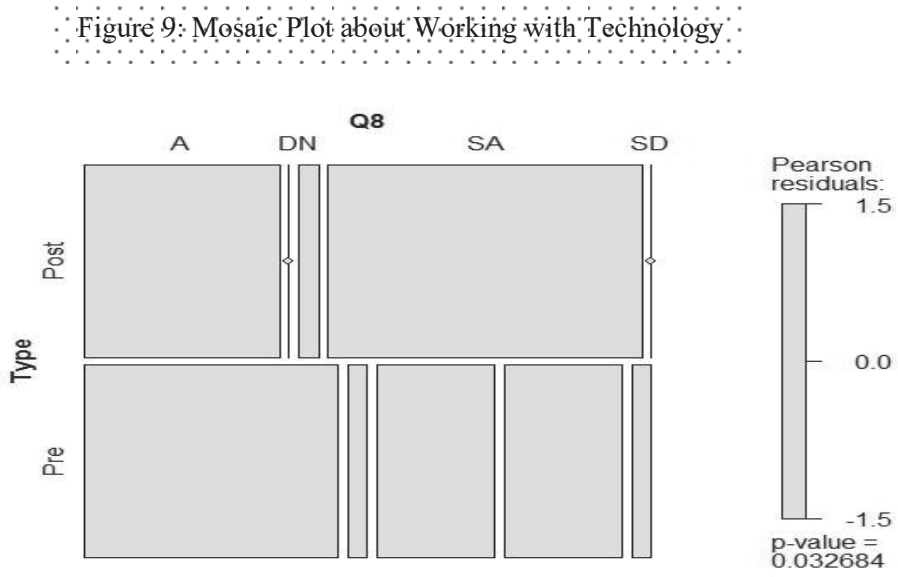 Figure 9: Mosaic Plot about Working with Technology
Q8
A DN SA SD
Post
Pre
Type
Pearson
residuals:
1.5
0.0
-1.5
p-value =
0.032684